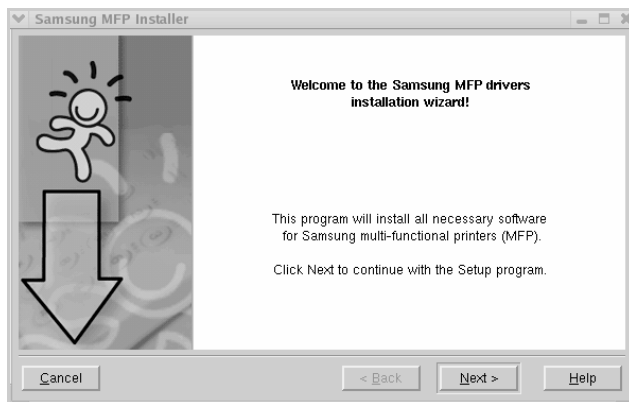 Samsung MFP Installer
Welcome to the Samsung MFP drivers
installation wizard!
This program will install all necessary software
for Samsung multi-functional printers (MFP).
Click Next to continue with the Setup program.
Cancel
< Back
Next >
Help